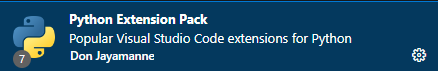 Python Extension Pack
Popular Visual Studio Code extensions for Python
7
Don Jayamanne